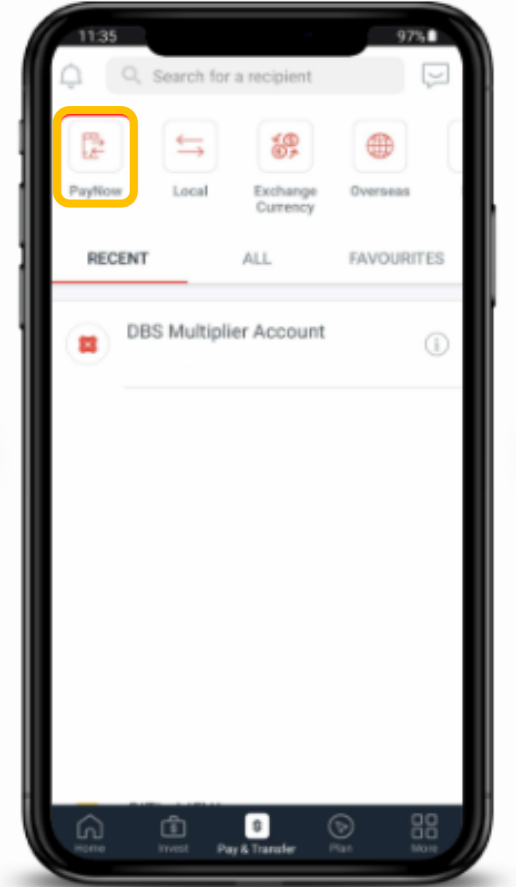 11:35 97%
Search for a recipient
PayNow Local Exchange Currency Overseas
RECENT ALL FAVOURITES
DBS Multiplier Account
Home Invest Pay & Transfer Plan More